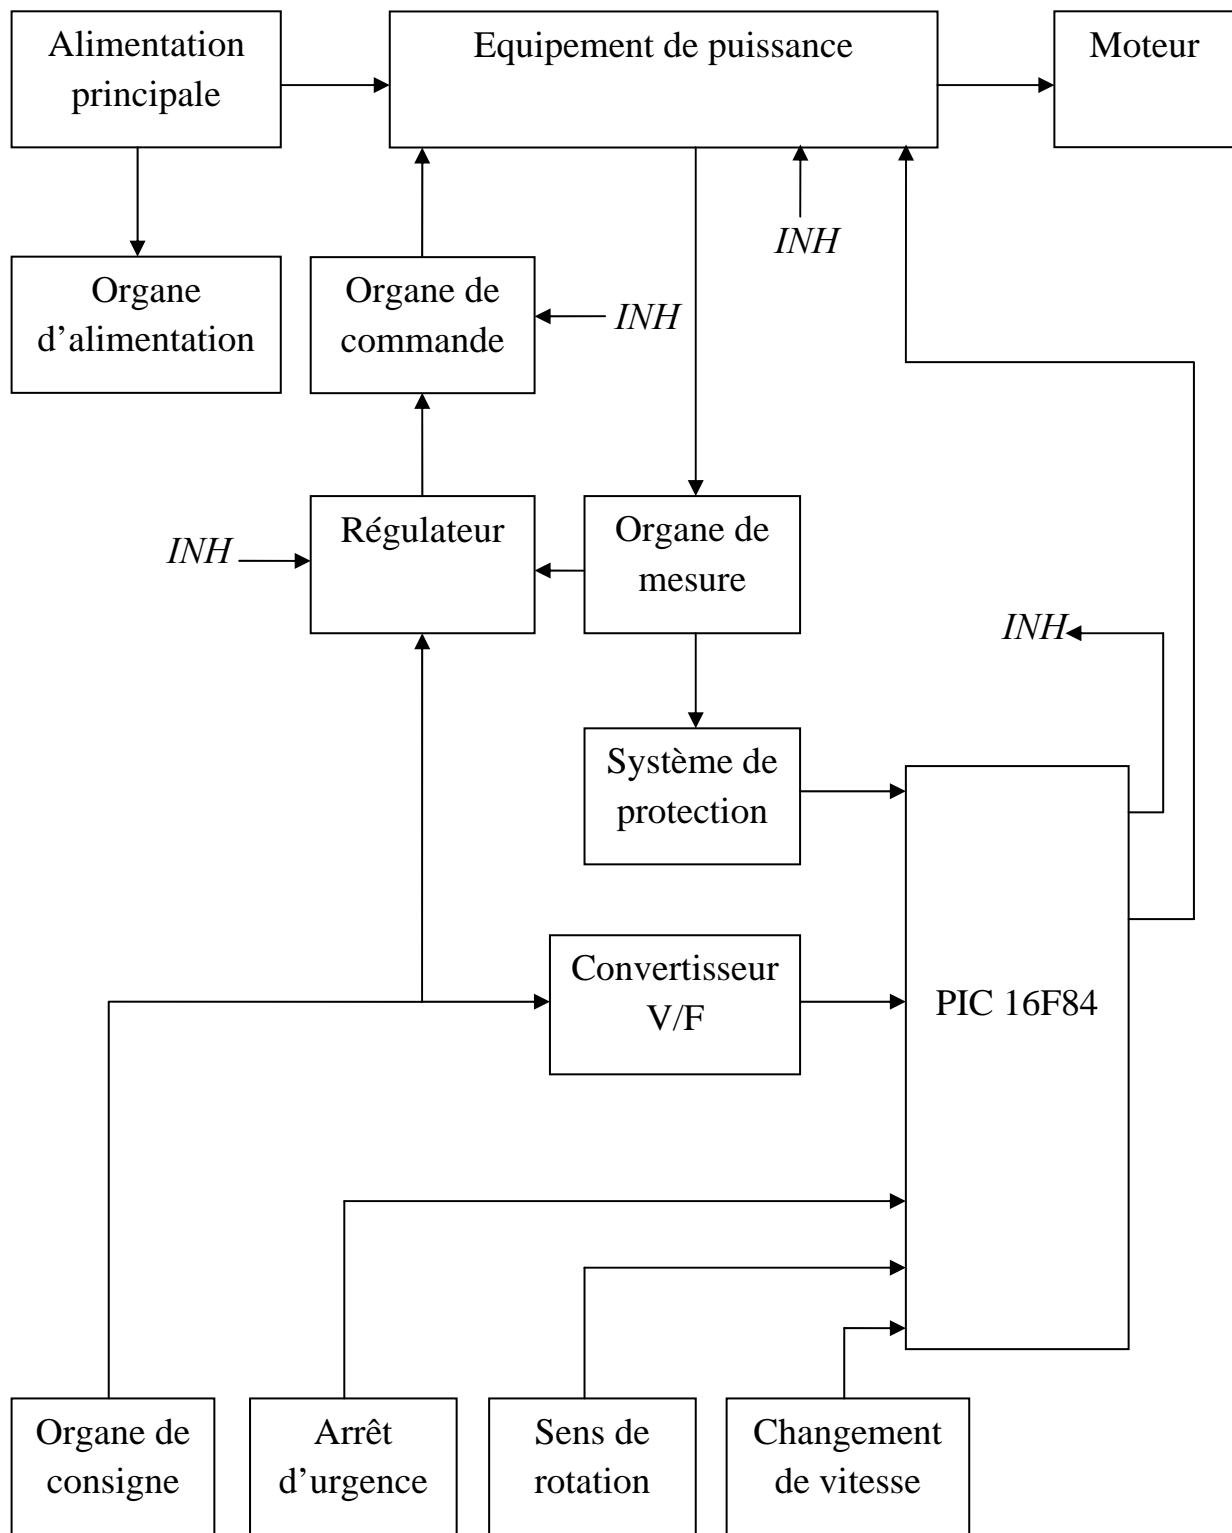 Alimentation
principale
Equipement de puissance
Moteur
INH
Organe
d’alimentation
Organe de
commande
INH
Régulateur
INH
Organe de
mesure
INH
Système de
protection
Convertisseur
V/F
PIC 16F84
Organe de
consigne
Arrêt
d’urgence
Sens de
rotation
Changement
de vitesse